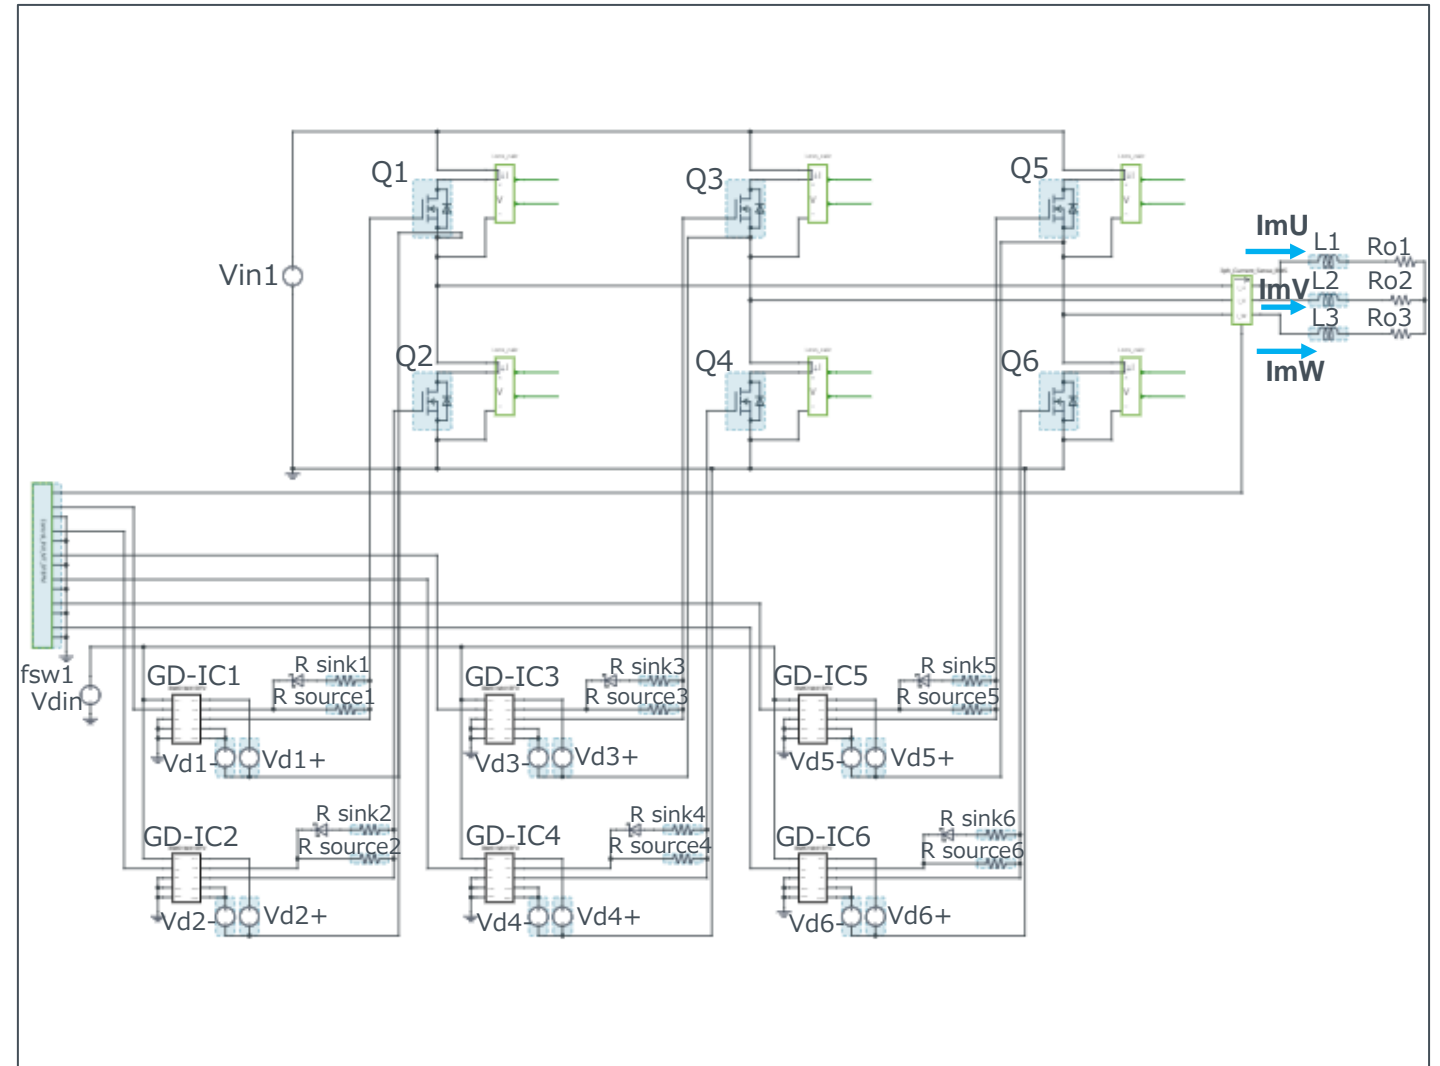 Q1
Q3
Q5
ImU
L1
Ro1
Vin1
L2
Ro2
ImV
L3
Ro3
Q2
Q4
Q6
ImW
fsw1
Vdin
GD-IC1
R sink1
R source1
GD-IC3
R sink3
R source3
GD-IC5
R sink5
R source5
Vd1-
Vd1+
Vd3-
Vd3+
Vd5-
Vd5+
GD-IC2
R sink2
R source2
GD-IC4
R sink4
R source4
GD-IC6
R sink6
R source6
Vd2-
Vd2+
Vd4-
Vd4+
Vd6-
Vd6+